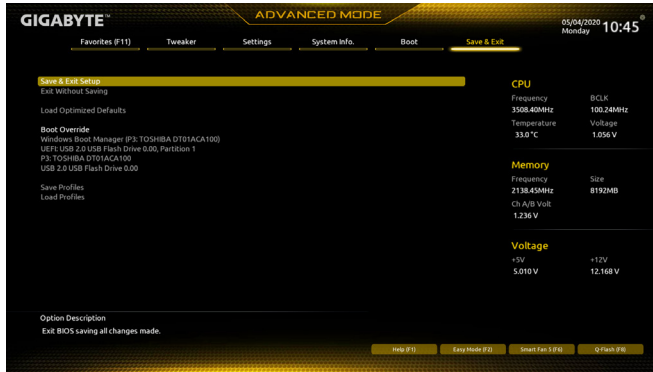 GIGABYTE™
ADVANCED MODE
05/04/2020 Monday 10:45
Favorites (F11) Tweaker Settings System Info. Boot Save & Exit
Save & Exit Setup
Exit Without Saving
Load Optimized Defaults
Boot Override
Windows Boot Manager (P3: TOSHIBA DT01ACA100)
UEFI: USB 2.0 USB Flash Drive 0.00, Partition 1
P3: TOSHIBA DT01ACA100
USB 2.0 USB Flash Drive 0.00
Save Profiles
Load Profiles
CPU
Frequency BCLK
3508.40MHz 100.24MHz
Temperature Voltage
33.0 °C 1.056 V
Memory
Frequency Size
2138.45MHz 8192MB
Ch A/B Volt
1.236 V
Voltage
+5V +12V
5.010 V 12.168 V
Option Description
Exit BIOS saving all changes made.
Help (F1) Easy Mode (F2) Smart Fan 5 (F6) Q-Flash (F8)